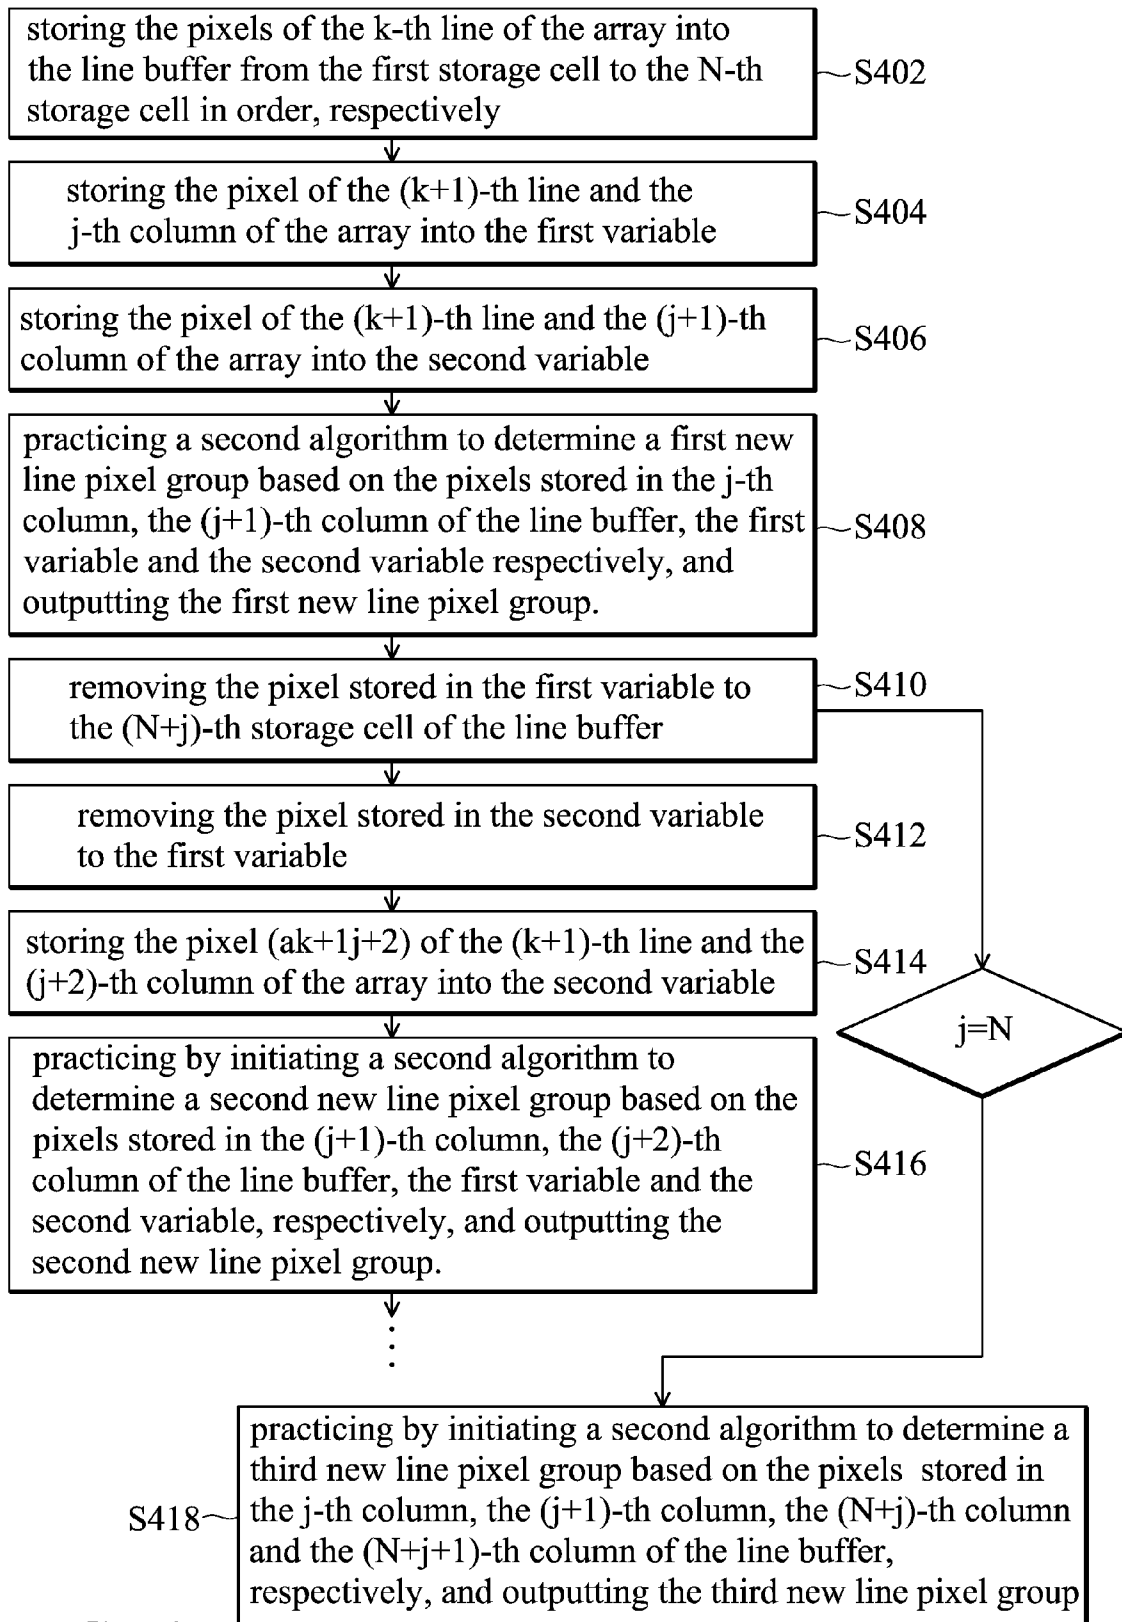 storing the pixels of the k-th line of the array into
the line buffer from the first storage cell to the N-th
storage cell in order, respectively
S402
storing the pixel of the (k+1)-th line and the
j-th column of the array into the first variable
S404
storing the pixel of the (k+1)-th line and the (j+1)-th
column of the array into the second variable
S406
practicing a second algorithm to determine a first new
line pixel group based on the pixels stored in the j-th
column, the (j+1)-th column of the line buffer, the first
variable and the second variable respectively, and
outputting the first new line pixel group.
S408
removing the pixel stored in the first variable to
the (N+j)-th storage cell of the line buffer
S410
removing the pixel stored in the second variable
to the first variable
S412
storing the pixel (ak+1j+2) of the (k+1)-th line and the
(j+2)-th column of the array into the second variable
S414
j=N
practicing by initiating a second algorithm to
determine a second new line pixel group based on the
pixels stored in the (j+1)-th column, the (j+2)-th
column of the line buffer, the first variable and the
second variable, respectively, and outputting the
second new line pixel group.
S416
practicing by initiating a second algorithm to determine a
third new line pixel group based on the pixels stored in
the j-th column, the (j+1)-th column, the (N+j)-th column
and the (N+j+1)-th column of the line buffer,
respectively, and outputting the third new line pixel group
S418